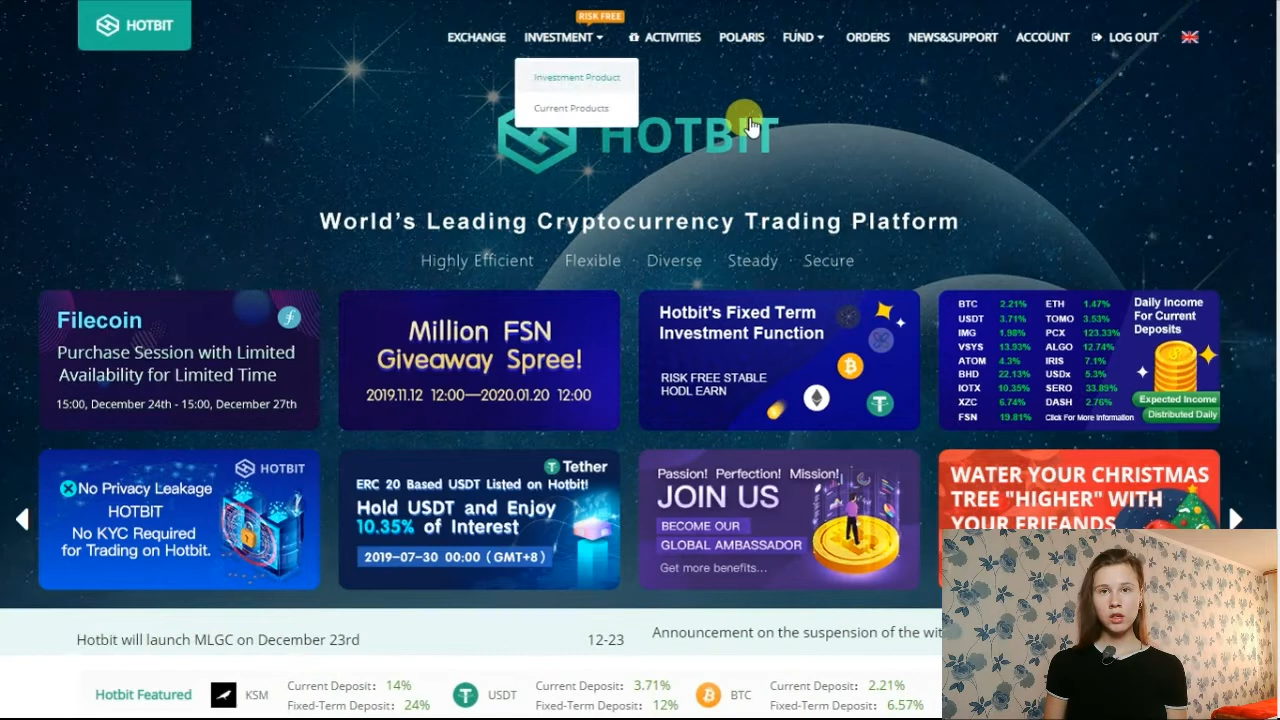 HOTBIT
RISK FREE
EXCHANGE INVESTMENT ACTIVITIES POLARIS FUND ORDERS NEWS&SUPPORT ACCOUNT LOG OUT
Investment Product
Current Products
HOTBIT
World's Leading Cryptocurrency Trading Platform
Highly Efficient · Flexible · Diverse · Steady · Secure
Filecoin
Purchase Session with Limited
Availability for Limited Time
15:00, December 24th - 15:00, December 27th
Million FSN
Giveaway Spree!
2019.11.12 12:00—2020.01.20 12:00
Hotbit's Fixed Term
Investment Function
RISK FREE STABLE
HODL EARN
BTC 2.21% ETH 1.47%
USDT 3.71% TOMO 3.53%
IMG 1.98% PCX 123.33%
VSYS 13.93% ALGO 12.74%
ATOM 4.3% IRIS 7.1%
BHD 22.13% USDx 5.3%
IOTX 10.35% SERO 33.89%
XZC 6.74% DASH 2.76%
FSN 19.81% Click For More Information
Daily Income
For Current
Deposits
Expected Income
Distributed Daily
HOTBIT
No Privacy Leakage
HOTBIT
No KYC Required
for Trading on Hotbit.
Tether
ERC 20 Based USDT Listed on Hotbit!
Hold USDT and Enjoy
10.35% of Interest
2019-07-30 00:00 (GMT+8)
Passion! Perfection! Mission!
JOIN US
BECOME OUR
GLOBAL AMBASSADOR
Get more benefits...
WATER YOUR CHRISTMAS
TREE "HIGHER" WITH
YOUR FRIENDS
Hotbit will launch MLGC on December 23rd 12-23
Announcement on the suspension of the wit
Hotbit Featured
KSM
Current Deposit: 14%
Fixed-Term Deposit: 24%
USDT
Current Deposit: 3.71%
Fixed-Term Deposit: 12%
BTC
Current Deposit: 2.21%
Fixed-Term Deposit: 6.57%